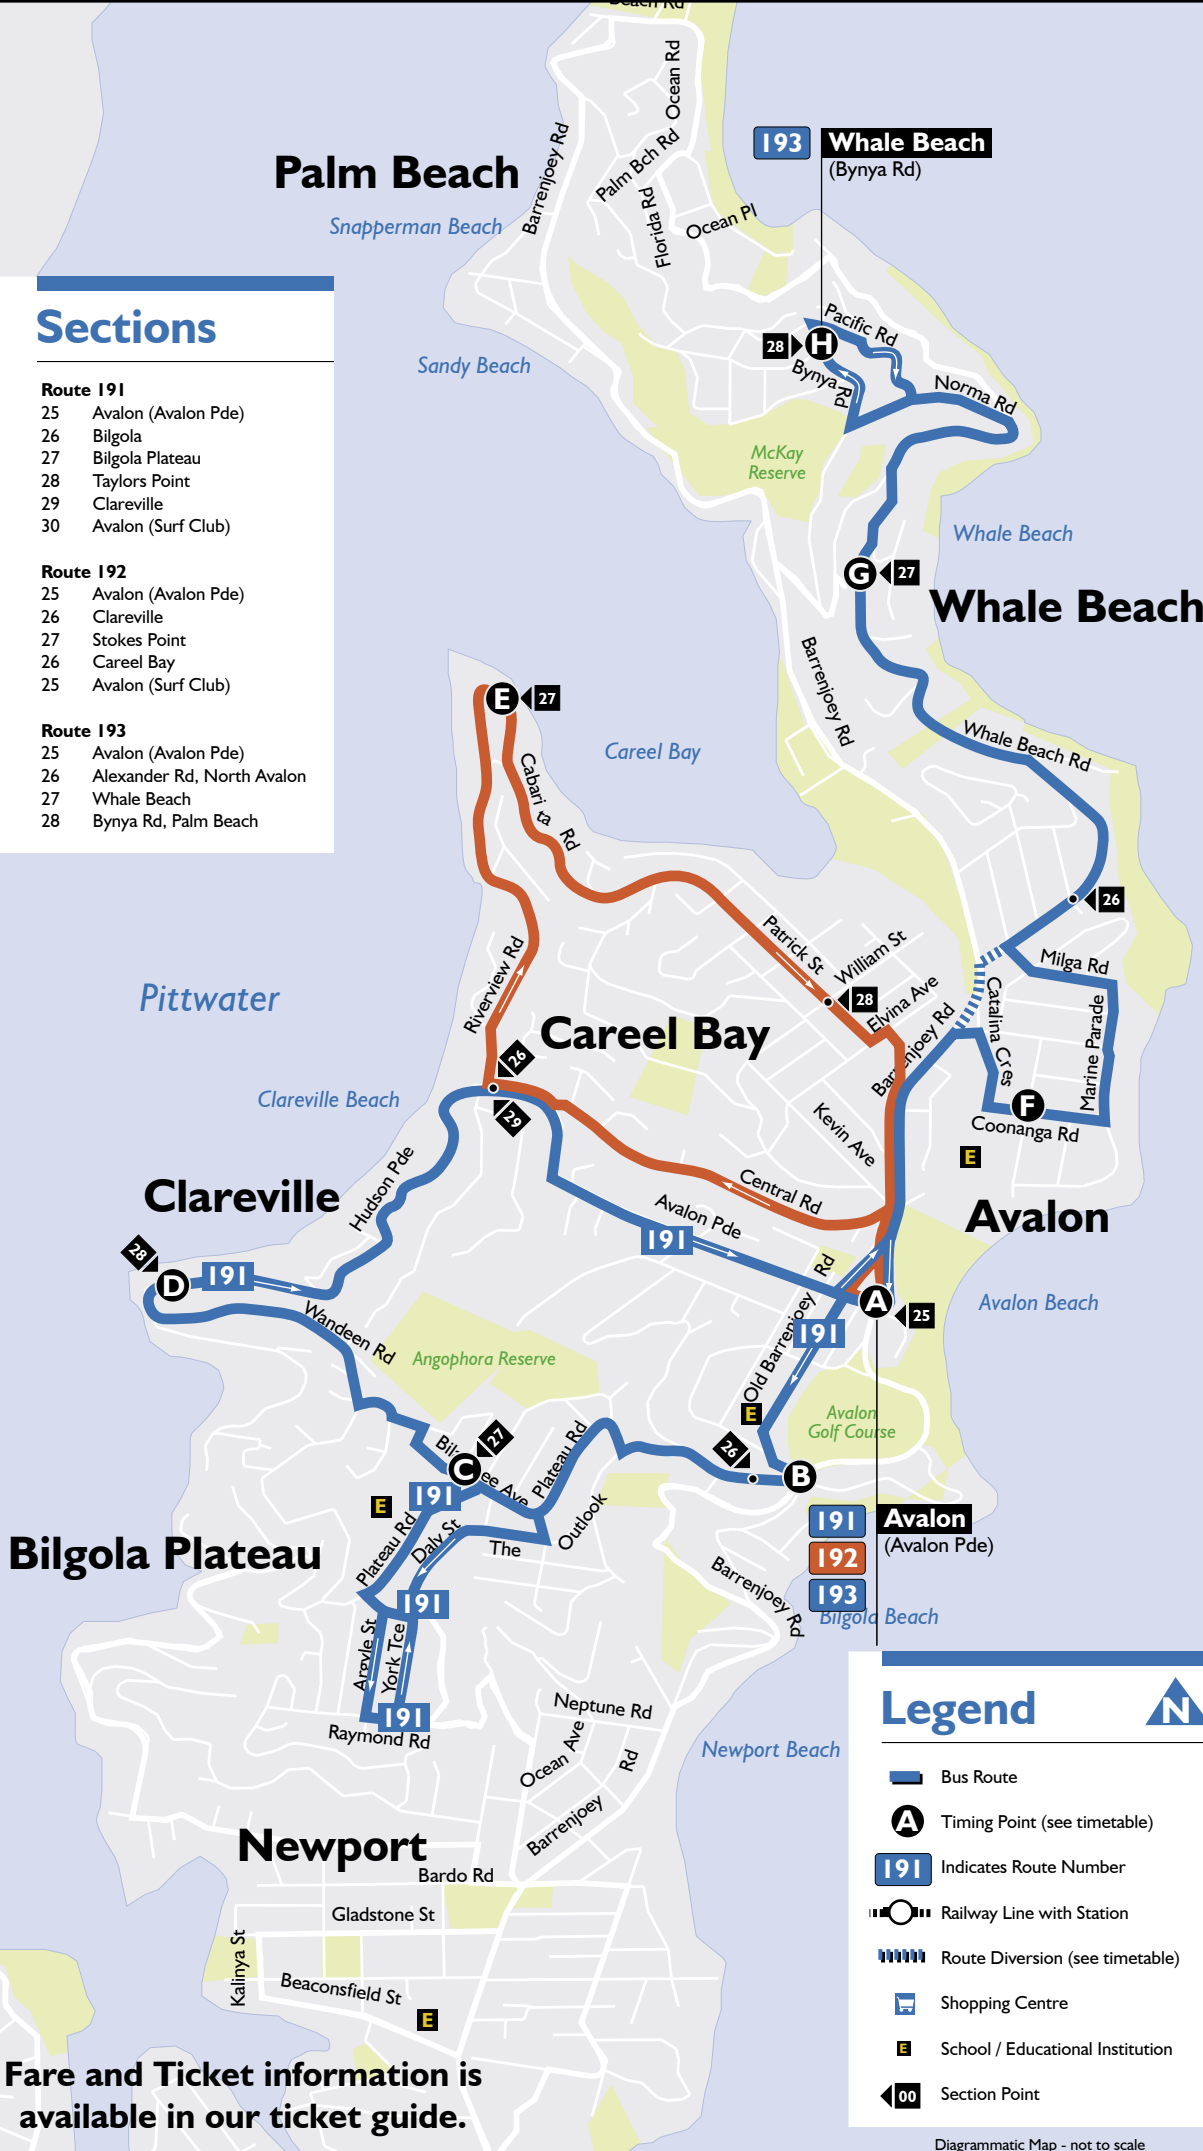 Beach Rd
Ocean Rd
Barrenjoey Rd
Palm Bch Rd
193 Whale Beach
(Bynya Rd)
Palm Beach
Snapperman Beach
Florida Rd
Ocean Pl
Sections
Route 191
25 Avalon (Avalon Pde)
26 Bilgola
27 Bilgola Plateau
28 Taylors Point
29 Clareville
30 Avalon (Surf Club)
Route 192
25 Avalon (Avalon Pde)
26 Clareville
27 Stokes Point
26 Careel Bay
25 Avalon (Surf Club)
Route 193
25 Avalon (Avalon Pde)
26 Alexander Rd, North Avalon
27 Whale Beach
28 Bynya Rd, Palm Beach
Pacific Rd
28
H
Sandy Beach
Bynya Rd
Norma Rd
McKay
Reserve
Whale Beach
G
27
Whale Beach
Barrenjoey Rd
E
27
Careel Bay
Whale Beach Rd
Cabarita Rd
26
Patrick St
William St
Milga Rd
Riverview Rd
Pittwater
28
Elvina Ave
Catalina Cres
Marine Parade
Careel Bay
Barrenjoey Rd
26
Clareville Beach
29
F
Coonanga Rd
Kevin Ave
E
Hudson Pde
Central Rd
Clareville
Avalon Pde
Avalon
191
28
D
191
Old Barrenjoey Rd
A
25
Avalon Beach
Wandeen Rd
191
Angophora Reserve
E
Avalon
Golf Course
27
Plateau Rd
26
C
B
Bilgola Plateau
191
E
Plateau Rd
Daly St
The Outlook
191 Avalon
192 (Avalon Pde)
193
Barrenjoey Rd
Bilgola Beach
191
Argyle St
York Tce
191
Raymond Rd
Neptune Rd
Ocean Ave
Barrenjoey Rd
Newport Beach
Newport
Bardo Rd
Gladstone St
Kalinya St
Beaconsfield St
E
Fare and Ticket information is
available in our ticket guide.
Legend
N
Bus Route
A Timing Point (see timetable)
191 Indicates Route Number
Railway Line with Station
Route Diversion (see timetable)
Shopping Centre
E School / Educational Institution
00 Section Point
Diagrammatic Map - not to scale